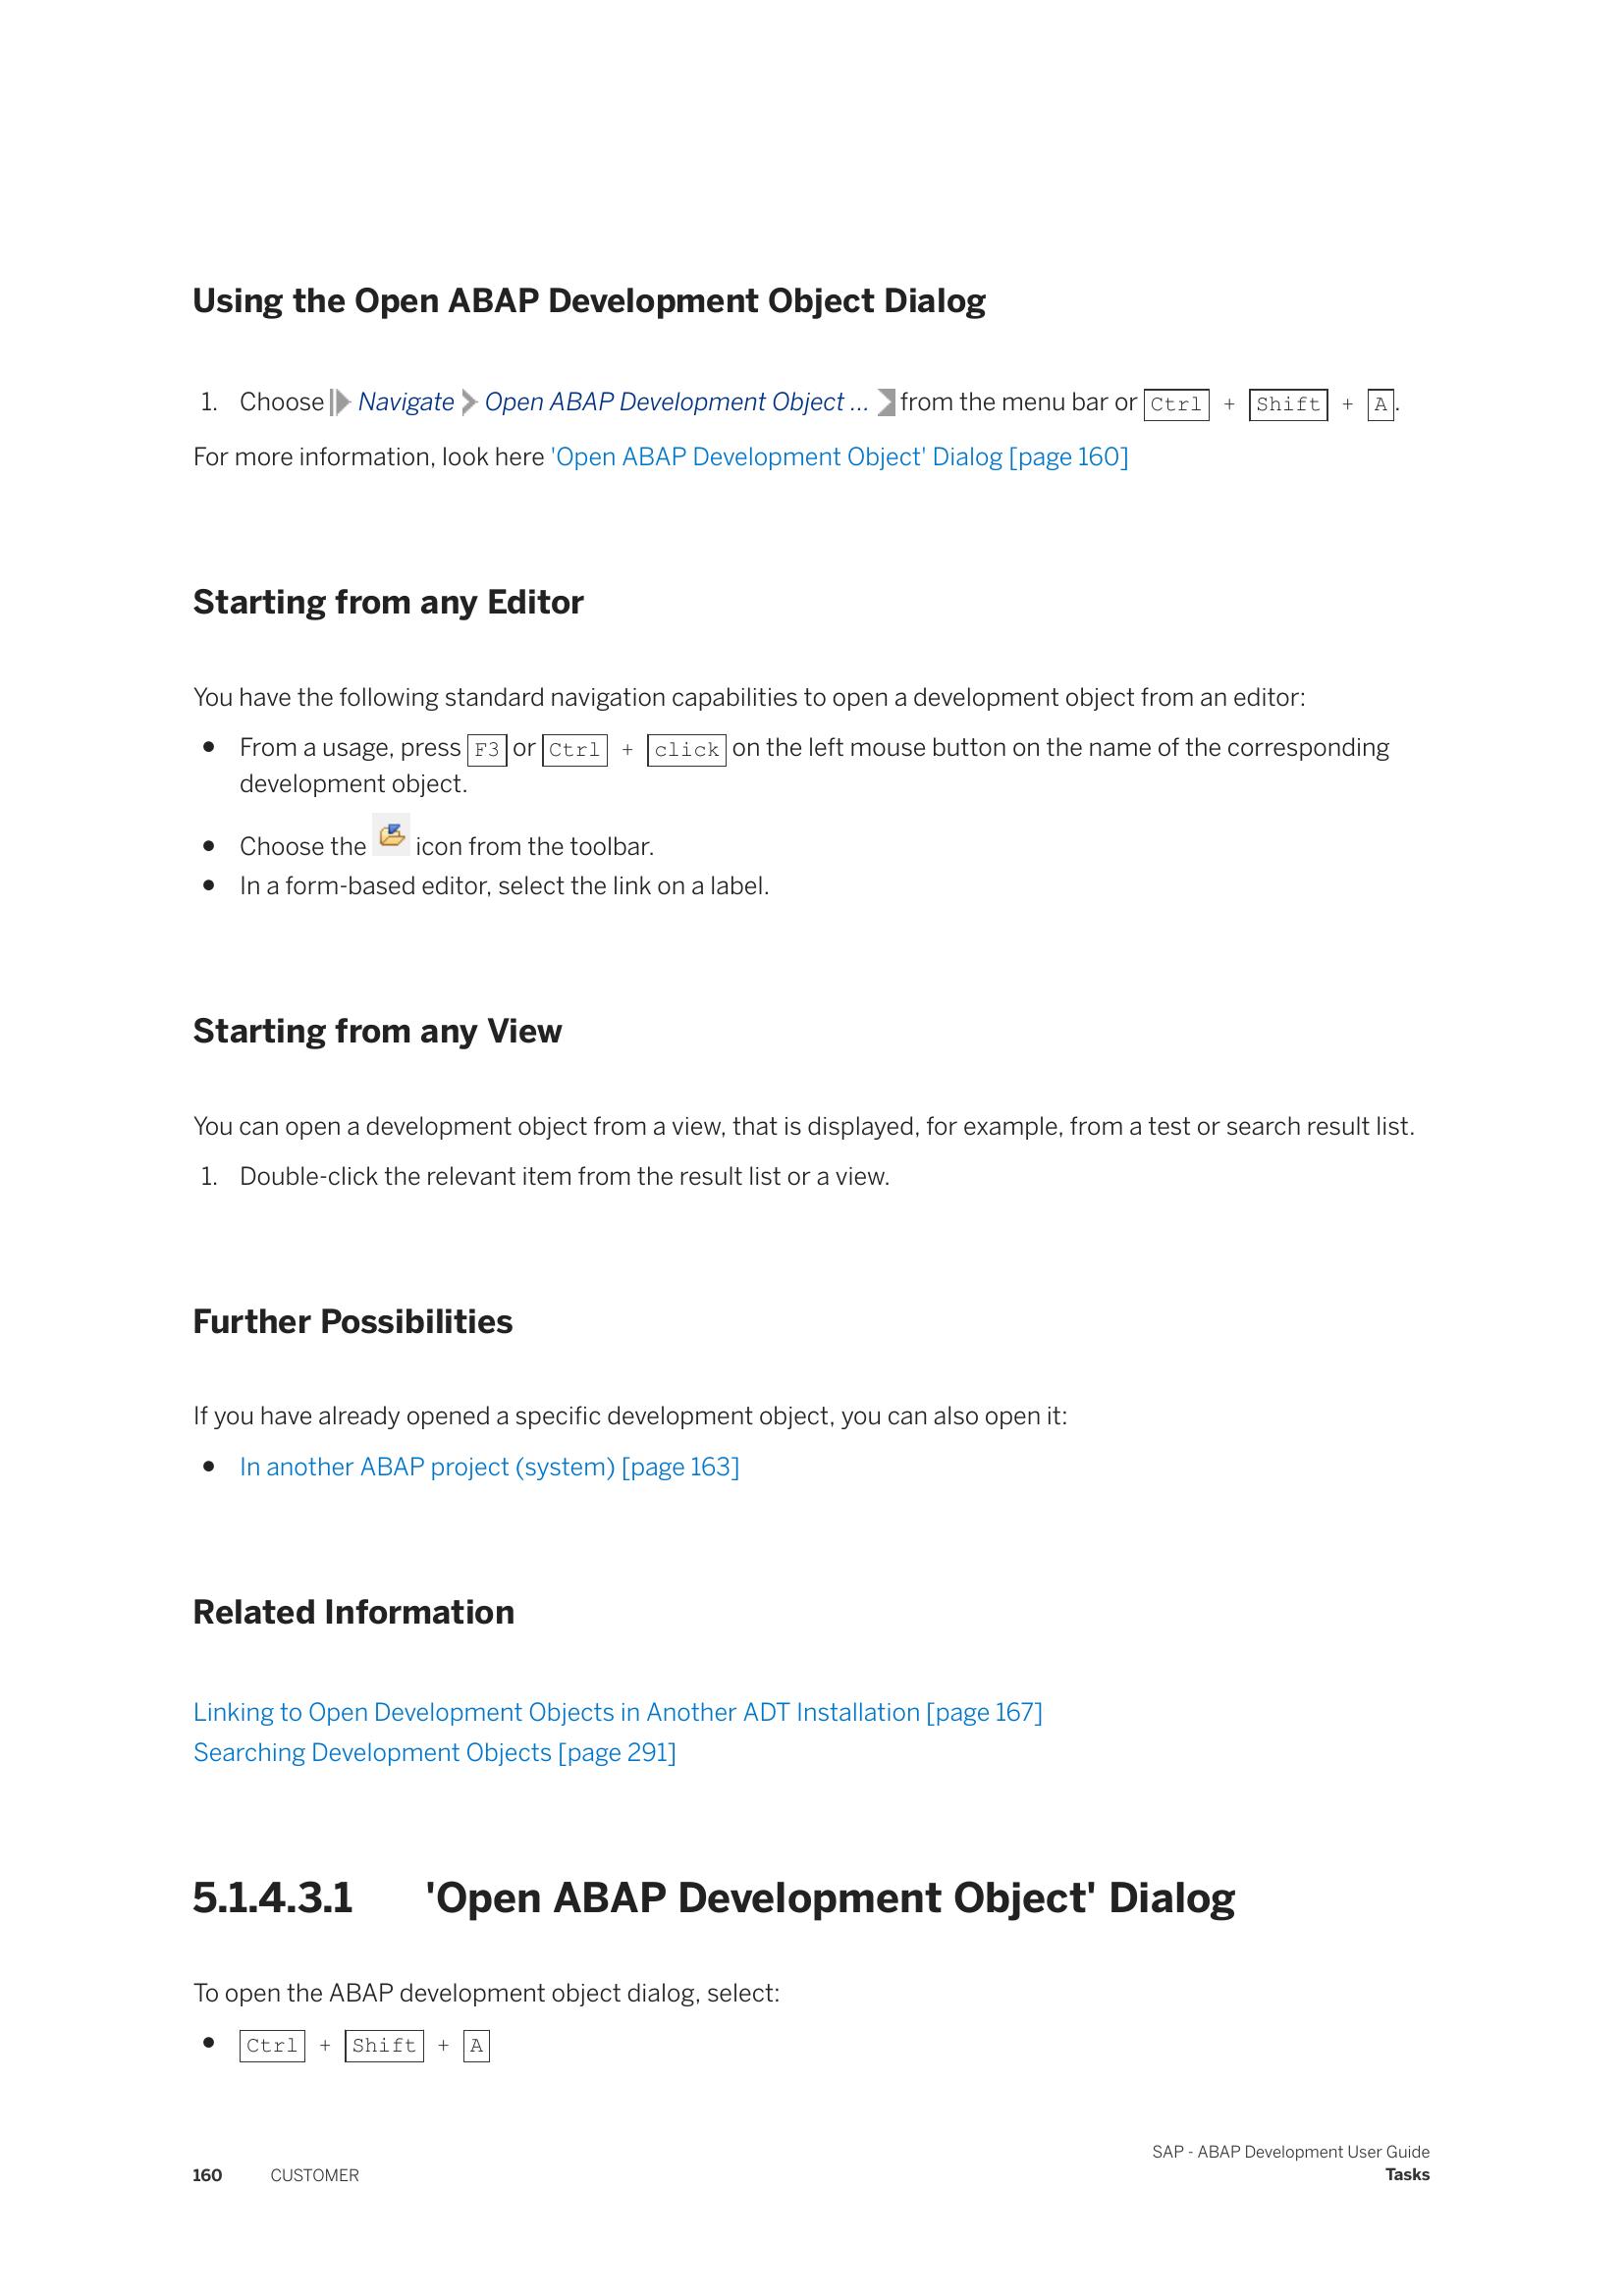 Using the Open ABAP Development Object Dialog
1. Choose Navigate Open ABAP Development Object ... from the menu bar or Ctrl + Shift + A.
For more information, look here 'Open ABAP Development Object' Dialog [page 160]
Starting from any Editor
You have the following standard navigation capabilities to open a development object from an editor:
● From a usage, press F3 or Ctrl + click on the left mouse button on the name of the corresponding
development object.
● Choose the icon from the toolbar.
● In a form-based editor, select the link on a label.
Starting from any View
You can open a development object from a view, that is displayed, for example, from a test or search result list.
1. Double-click the relevant item from the result list or a view.
Further Possibilities
If you have already opened a specific development object, you can also open it:
● In another ABAP project (system) [page 163]
Related Information
Linking to Open Development Objects in Another ADT Installation [page 167]
Searching Development Objects [page 291]
5.1.4.3.1 'Open ABAP Development Object' Dialog
To open the ABAP development object dialog, select:
● Ctrl + Shift + A
SAP - ABAP Development User Guide
160 CUSTOMER Tasks